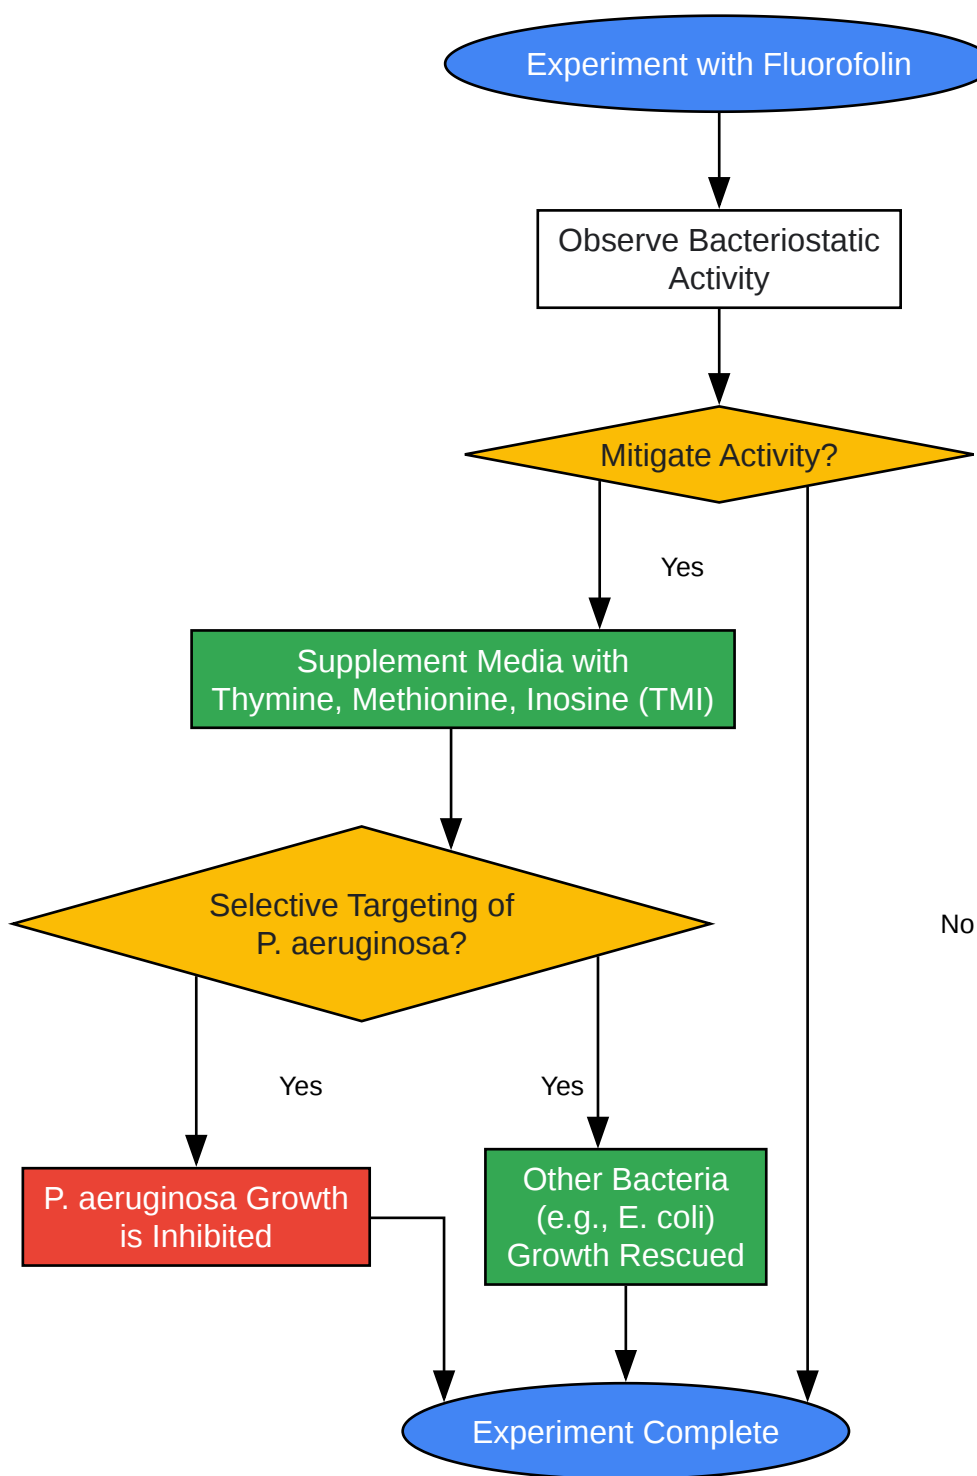 Experiment with Fluorofolin
Observe Bacteriostatic
Activity
Mitigate Activity?
Yes
Supplement Media with
Thymine, Methionine, Inosine (TMI)
Selective Targeting of
P. aeruginosa?
No
Yes
Yes
P. aeruginosa Growth
is Inhibited
Other Bacteria
(e.g., E. coli)
Growth Rescued
Experiment Complete